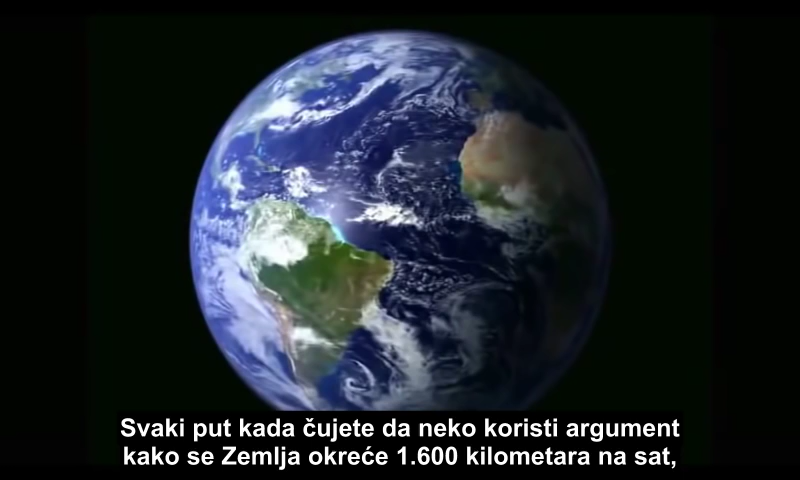 Svaki put kada čujete da neko koristi argument
kako se Zemlja okreće 1.600 kilometara na sat,